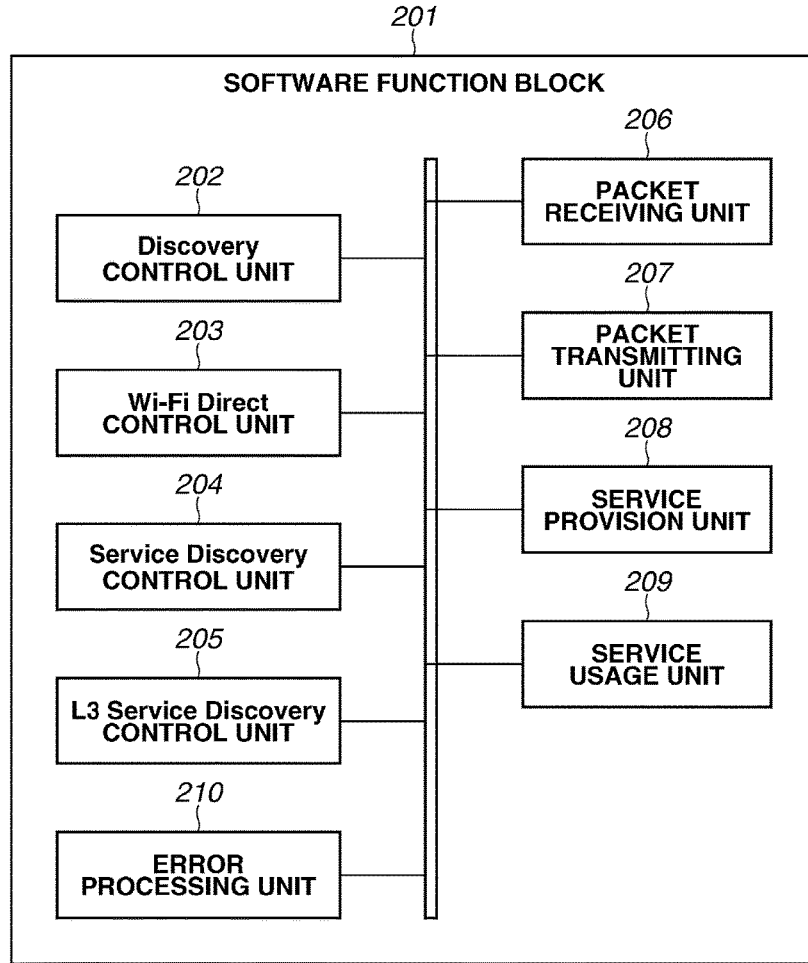 201
SOFTWARE FUNCTION BLOCK
202
Discovery
CONTROL UNIT
203
Wi-Fi Direct
CONTROL UNIT
204
Service Discovery
CONTROL UNIT
205
L3 Service Discovery
CONTROL UNIT
210
ERROR
PROCESSING UNIT
206
PACKET
RECEIVING UNIT
207
PACKET
TRANSMITTING
UNIT
208
SERVICE
PROVISION UNIT
209
SERVICE
USAGE UNIT